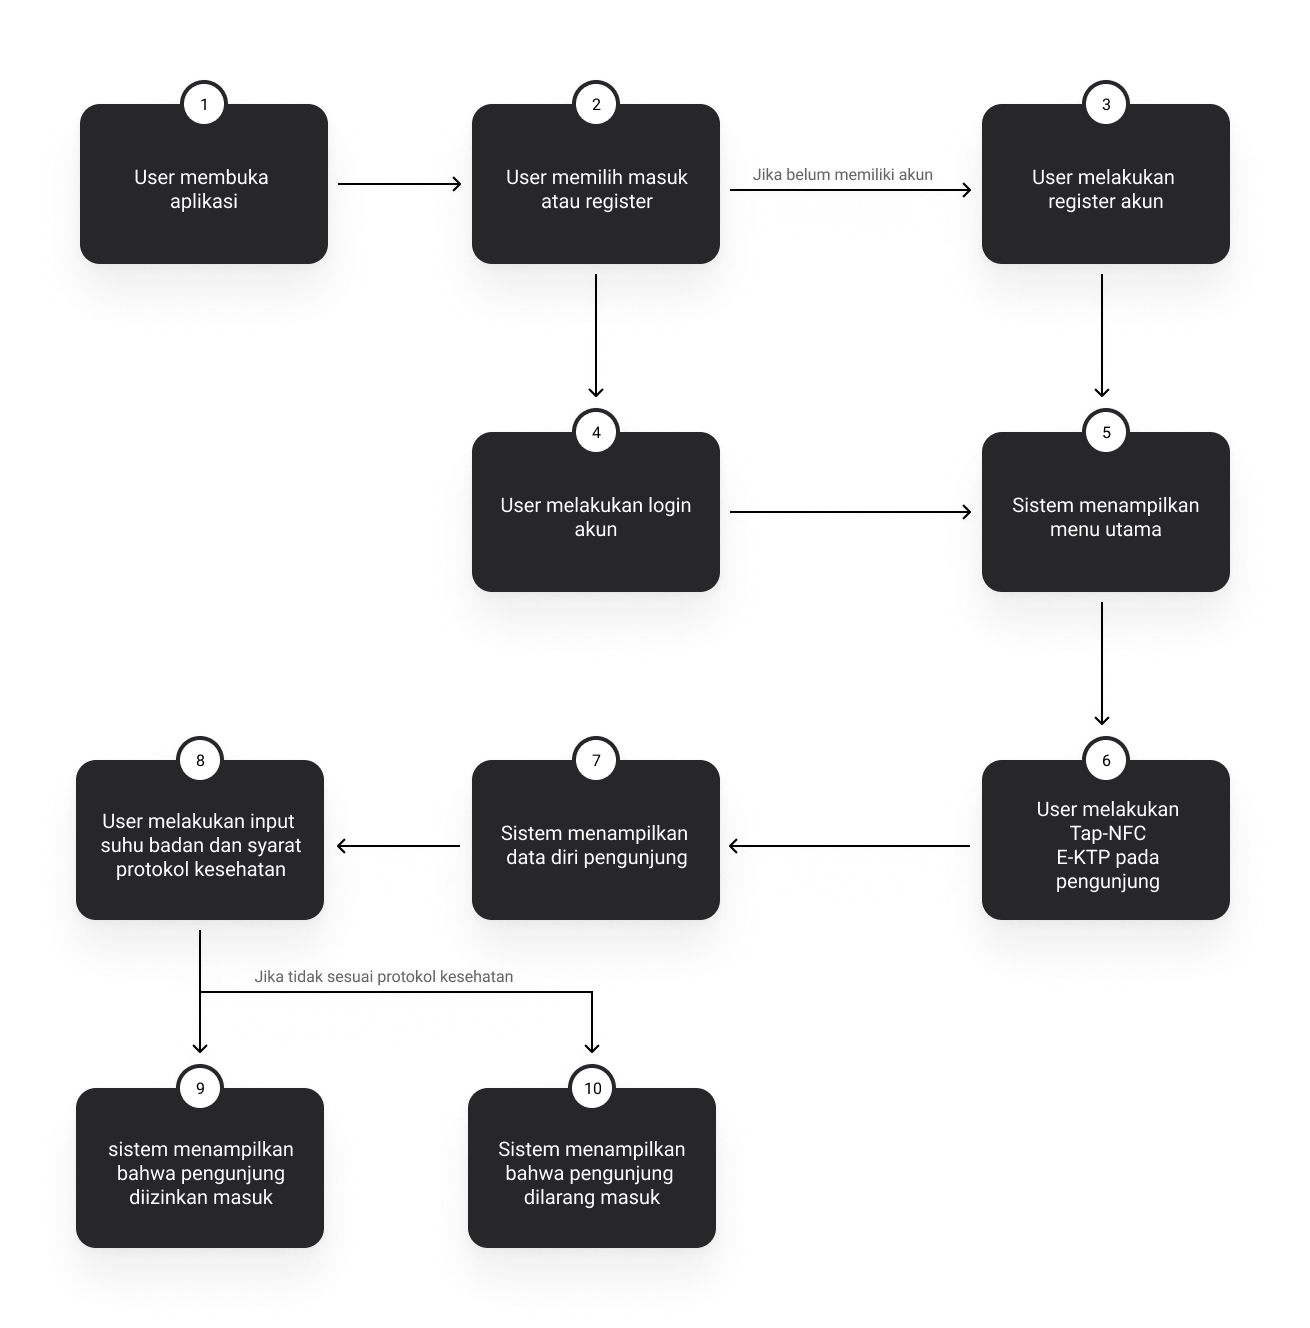 1
User membuka
aplikasi
2
User memilih masuk
atau register
Jika belum memiliki akun
3
User melakukan
register akun
4
User melakukan login
akun
5
Sistem menampilkan
menu utama
6
User melakukan
Tap-NFC
E-KTP pada
pengunjung
7
Sistem menampilkan
data diri pengunjung
8
User melakukan input
suhu badan dan syarat
protokol kesehatan
Jika tidak sesuai protokol kesehatan
9
sistem menampilkan
bahwa pengunjung
diizinkan masuk
10
Sistem menampilkan
bahwa pengunjung
dilarang masuk